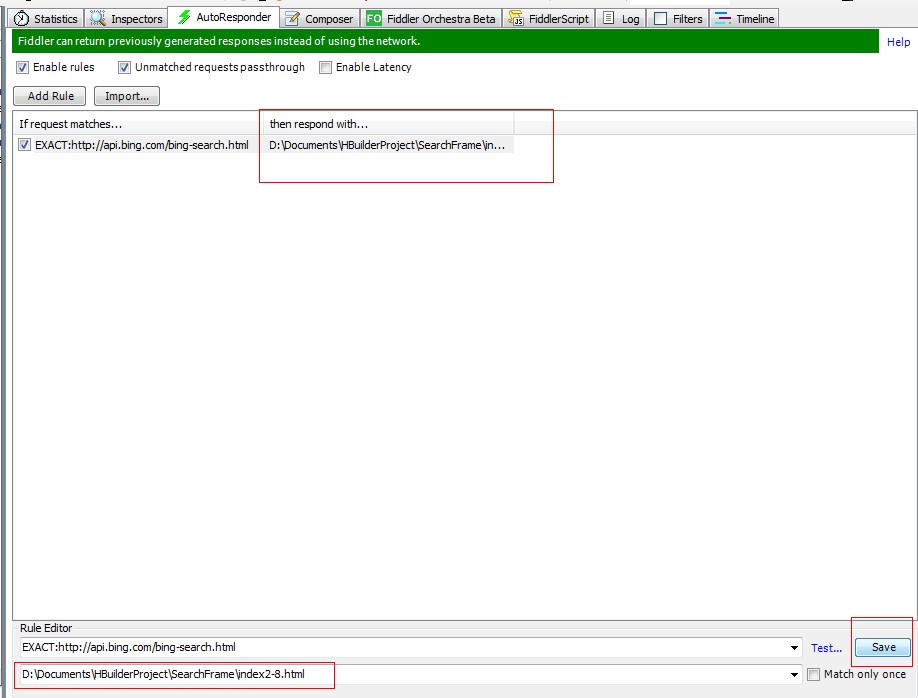 Statistics Inspectors AutoResponder Composer FO Fiddler Orchestra Beta JS FiddlerScript Log Filters Timeline
Fiddler can return previously generated responses instead of using the network. Help
Enable rules Unmatched requests passthrough Enable Latency
Add Rule Import...
If request matches... then respond with...
EXACT:http://api.bing.com/bing-search.html D:\Documents\HBuilderProject\SearchFrame\in...
Rule Editor
EXACT:http://api.bing.com/bing-search.html Test... Save
D:\Documents\HBuilderProject\SearchFrame\index2-8.html Match only once